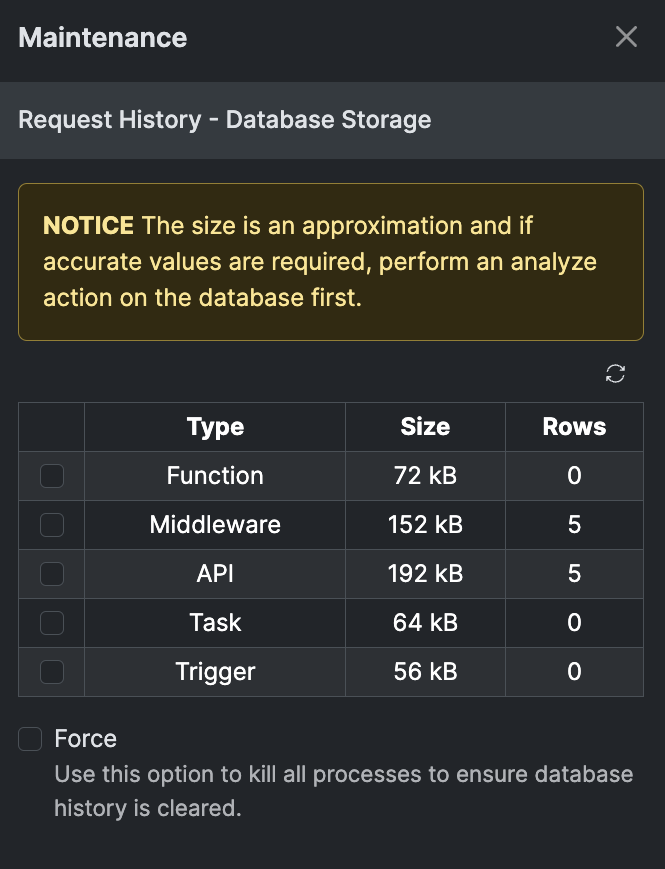 Maintenance
Request History - Database Storage
NOTICE The size is an approximation and if
accurate values are required, perform an analyze
action on the database first.
Type Size Rows
Function 72 kB 0
Middleware 152 kB 5
API 192 kB 5
Task 64 kB 0
Trigger 56 kB 0
Force
Use this option to kill all processes to ensure database
history is cleared.